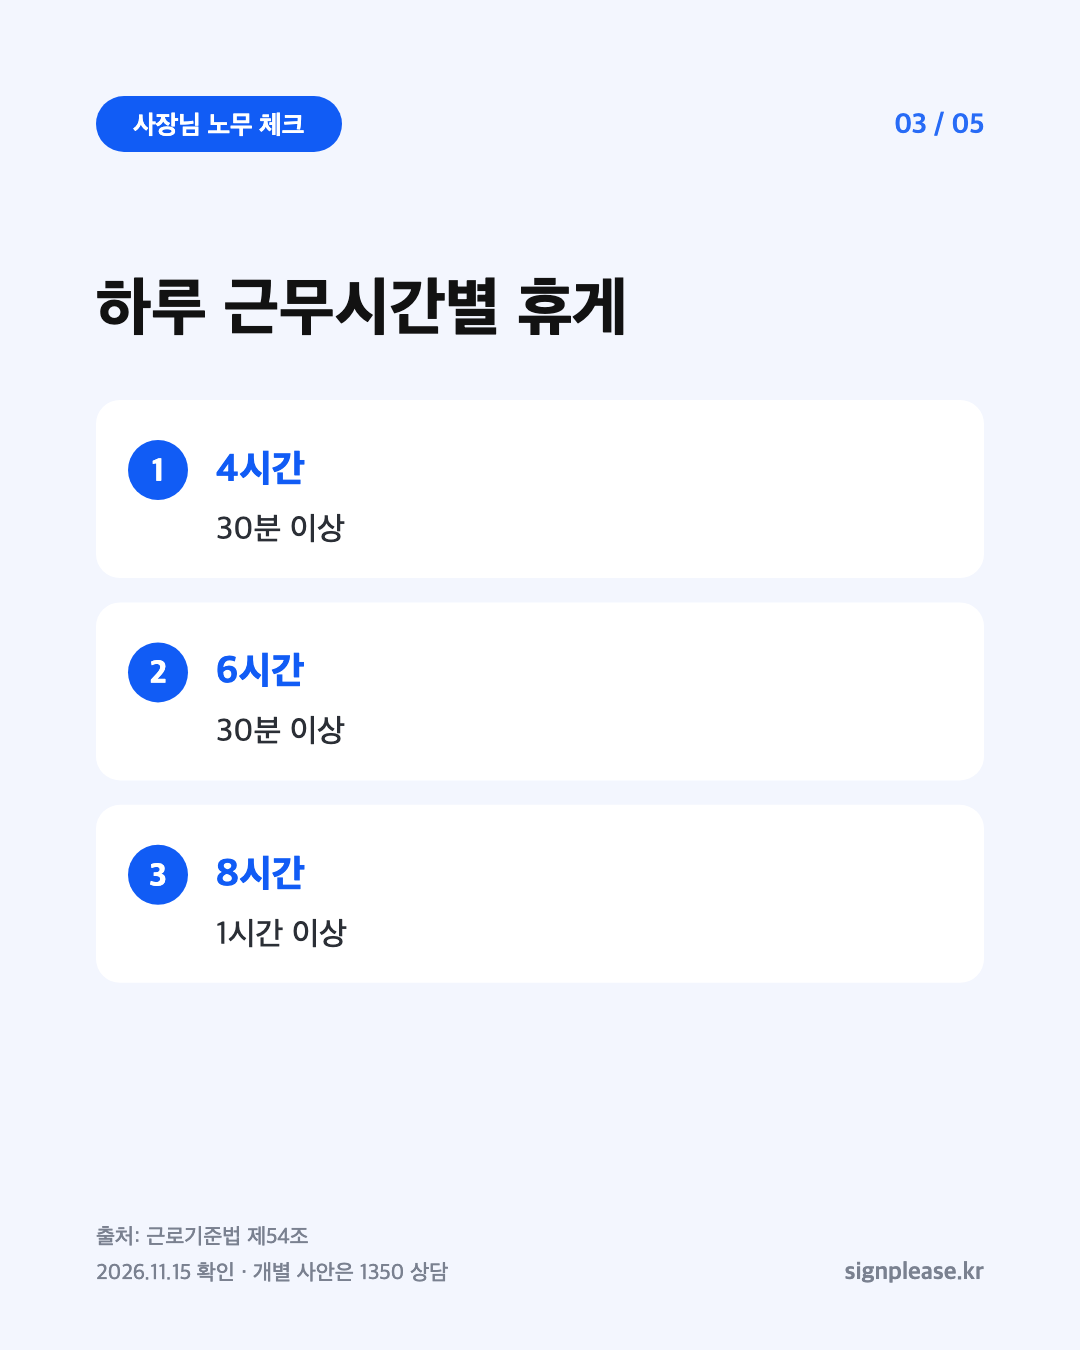 사장님 노무 체크
03 / 05
하루 근무시간별 휴게
1 4시간
30분 이상
2 6시간
30분 이상
3 8시간
1시간 이상
출처: 근로기준법 제54조
2026.11.15 확인 · 개별 사안은 1350 상담
signplease.kr